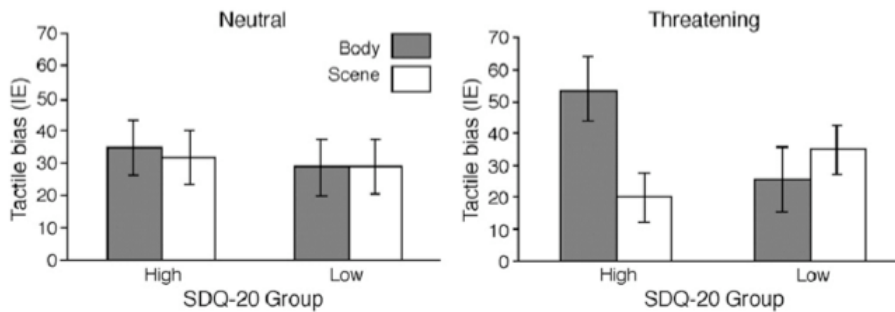 Neutral
Tactile bias (IE)
70
60
50
40
30
20
10
0
Body
Scene
High
Low
SDQ-20 Group
Threatening
Tactile bias (IE)
70
60
50
40
30
20
10
0
High
Low
SDQ-20 Group